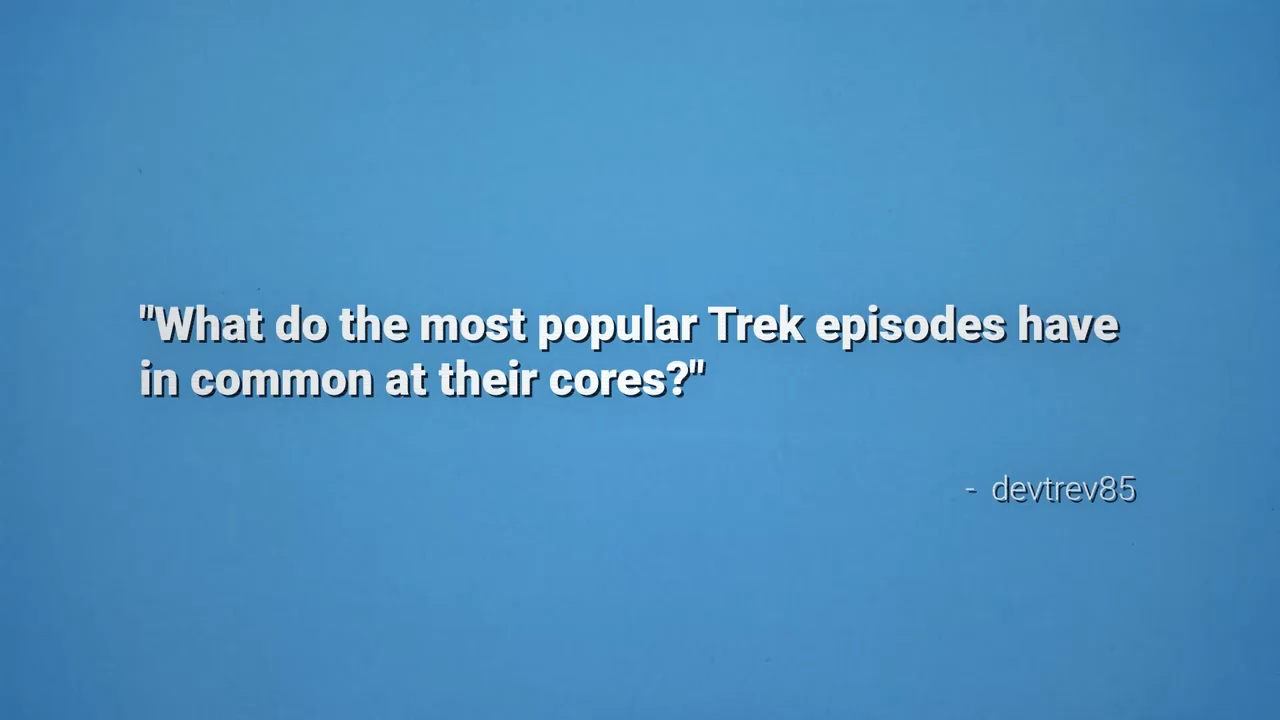 "What do the most popular Trek episodes have
in common at their cores?"
- devtrev85